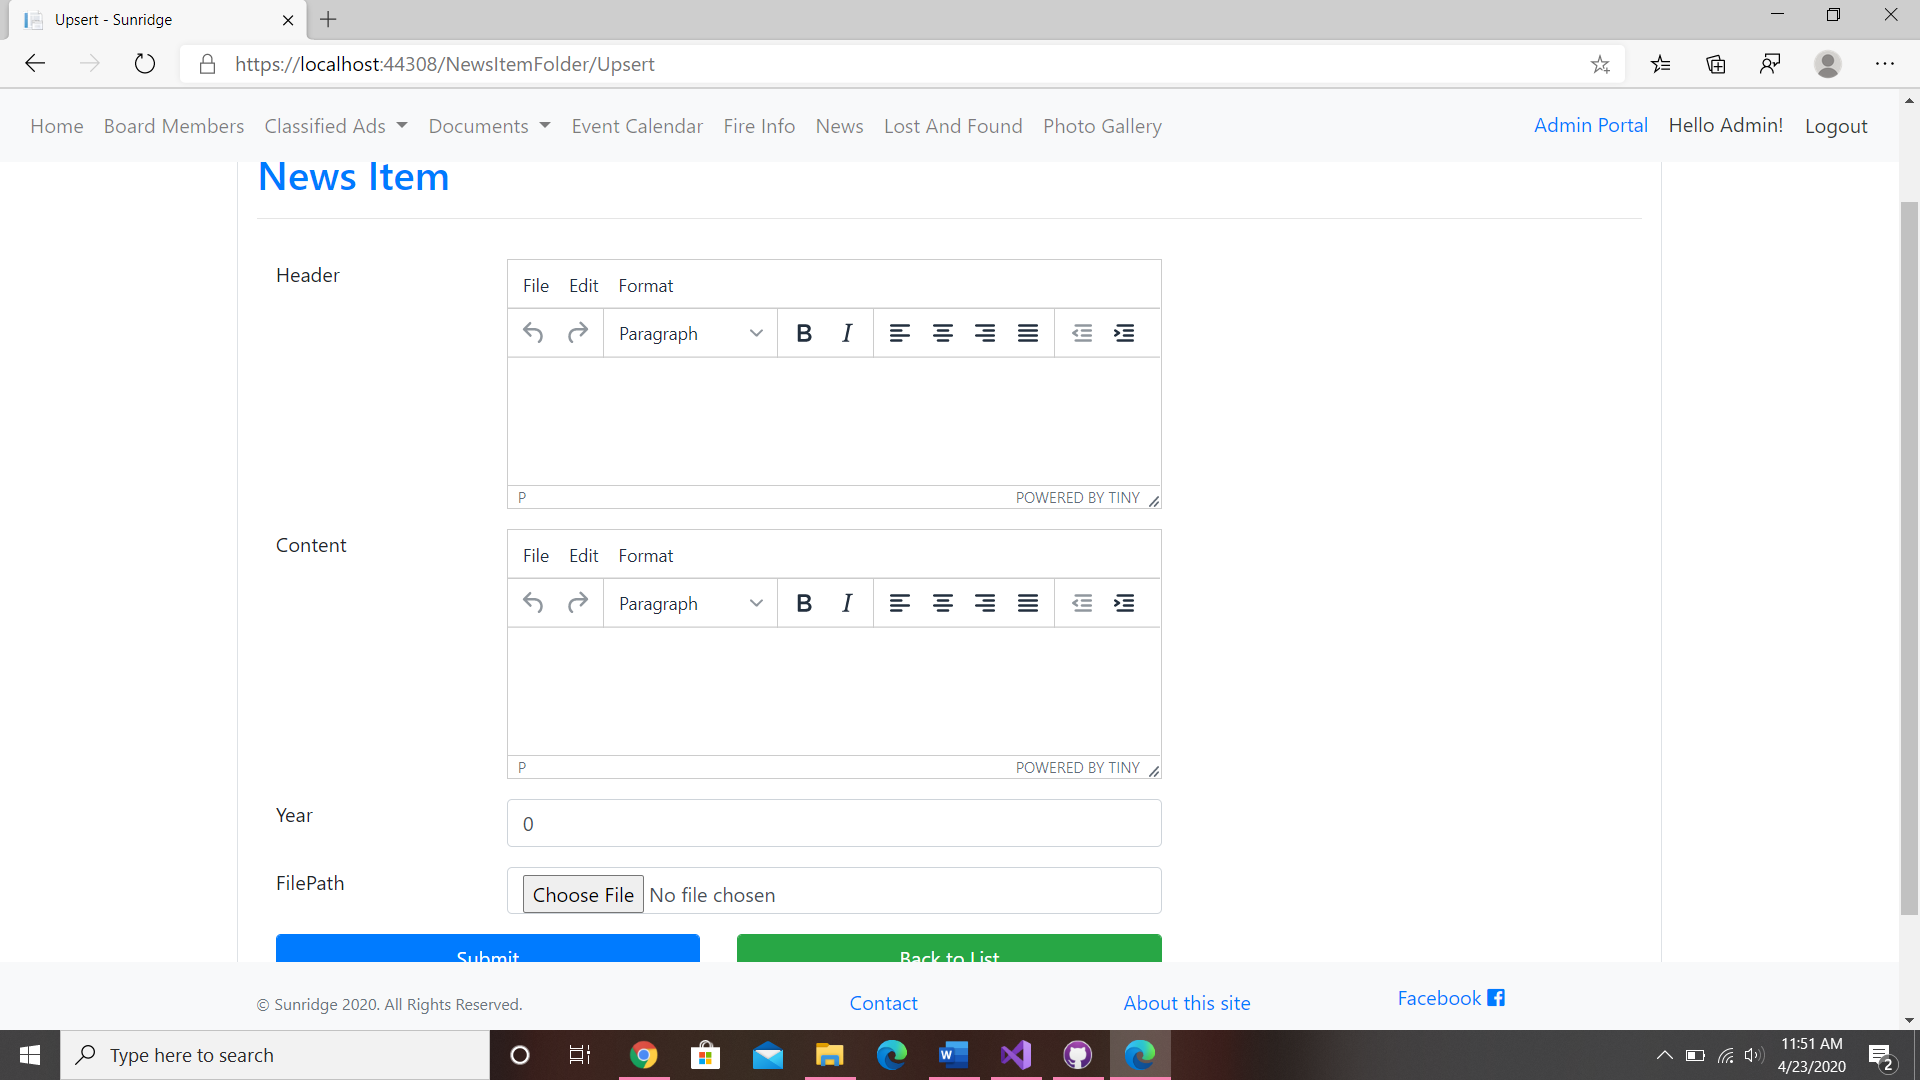 Upsert - Sunridge
https://localhost:44308/NewsItemFolder/Upsert
Home Board Members Classified Ads Documents Event Calendar Fire Info News Lost And Found Photo Gallery Admin Portal Hello Admin! Logout
News Item
Header
File Edit Format
Paragraph B I
P POWERED BY TINY
Content
File Edit Format
Paragraph B I
P POWERED BY TINY
Year
0
FilePath
Choose File No file chosen
Submit Back to List
© Sunridge 2020. All Rights Reserved. Contact About this site Facebook
Type here to search
11:51 AM
4/23/2020
2